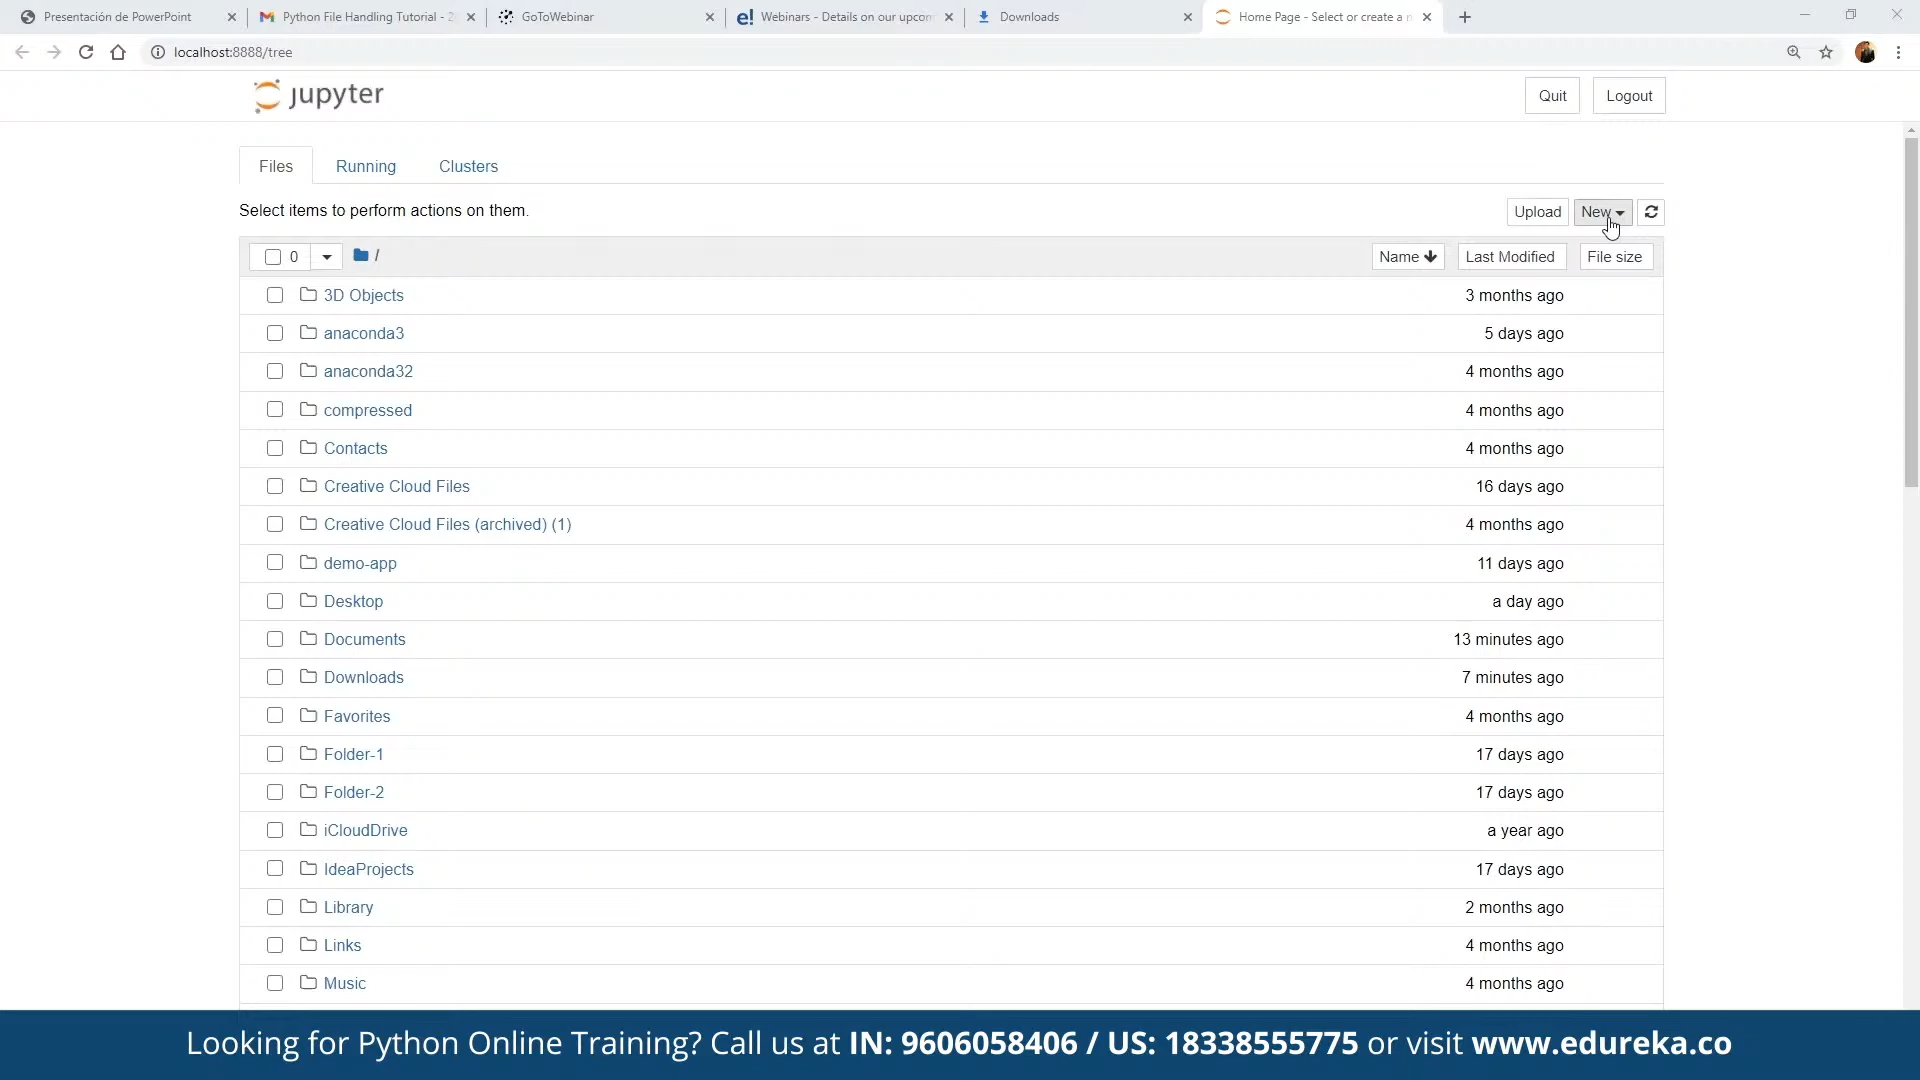 Presentación de PowerPoint
Python File Handling Tutorial - 2
GoToWebinar
e! Webinars - Details on our upcom
Downloads
Home Page - Select or create a n
localhost:8888/tree
jupyter
Quit
Logout
Files
Running
Clusters
Select items to perform actions on them.
Upload
New
0
/
Name
Last Modified
File size
3D Objects 3 months ago
anaconda3 5 days ago
anaconda32 4 months ago
compressed 4 months ago
Contacts 4 months ago
Creative Cloud Files 16 days ago
Creative Cloud Files (archived) (1) 4 months ago
demo-app 11 days ago
Desktop a day ago
Documents 13 minutes ago
Downloads 7 minutes ago
Favorites 4 months ago
Folder-1 17 days ago
Folder-2 17 days ago
iCloudDrive a year ago
IdeaProjects 17 days ago
Library 2 months ago
Links 4 months ago
Music 4 months ago
Looking for Python Online Training? Call us at IN: 9606058406 / US: 18338555775 or visit www.edureka.co